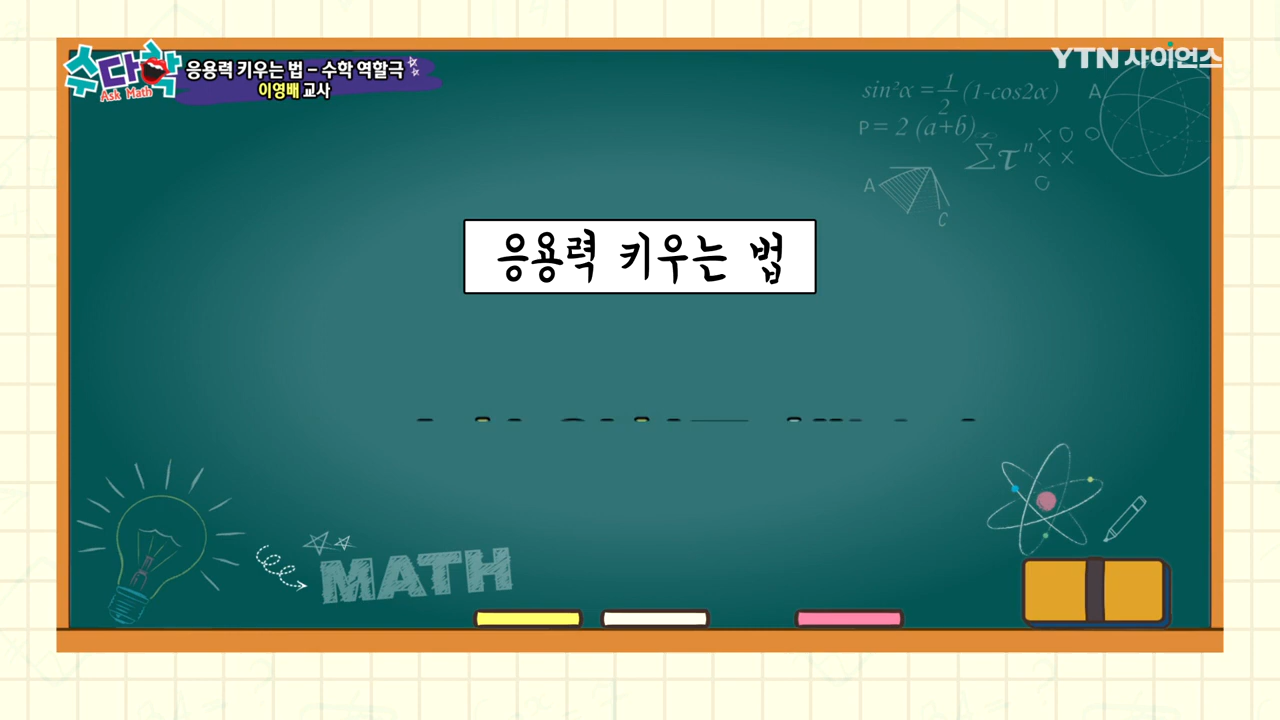 수다학
Ask Math
응용력 키우는 법 – 수학 역할극
이영배 교사
YTN 사이언스
sin²α = 1/2 (1-cos2α)
A
P = 2 (a+b)
A
C
응용력 키우는 법
MATH